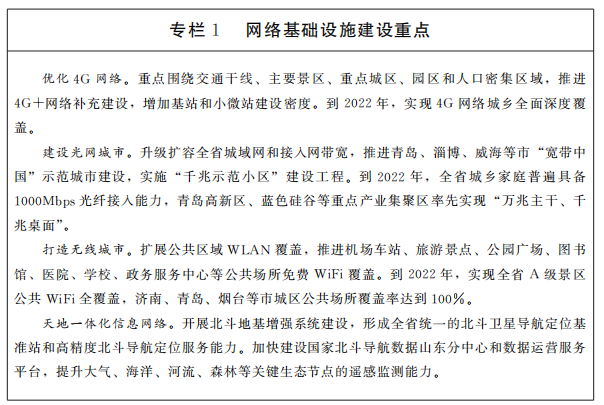 专栏 1 网络基础设施建设重点
优化 4G 网络。重点围绕交通干线、主要景区、重点城区、园区和人口密集区域，推进
4G＋网络补充建设，增加基站和小微站建设密度。到 2022 年，实现 4G 网络城乡全面深度覆
盖。
建设光网城市。升级扩容全省城域网和接入网带宽，推进青岛、淄博、威海等市“宽带中
国”示范城市建设，实施“千兆示范小区”建设工程。到 2022 年，全省城乡家庭普遍具备
1000Mbps 光纤接入能力，青岛高新区、蓝色硅谷等重点产业集聚区率先实现“万兆主干、千
兆桌面”。
打造无线城市。扩展公共区域 WLAN 覆盖，推进机场车站、旅游景点、公园广场、图书
馆、医院、学校、政务服务中心等公共场所免费 WiFi 覆盖。到 2022 年，实现全省 A 级景区
公共 WiFi 全覆盖，济南、青岛、烟台等市城区公共场所覆盖率达到 100％。
天地一体化信息网络。开展北斗地基增强系统建设，形成全省统一的北斗卫星导航定位基
准站和高精度北斗导航定位服务能力。加快建设国家北斗导航数据山东分中心和数据运营服务
平台，提升大气、海洋、河流、森林等关键生态节点的遥感监测能力。